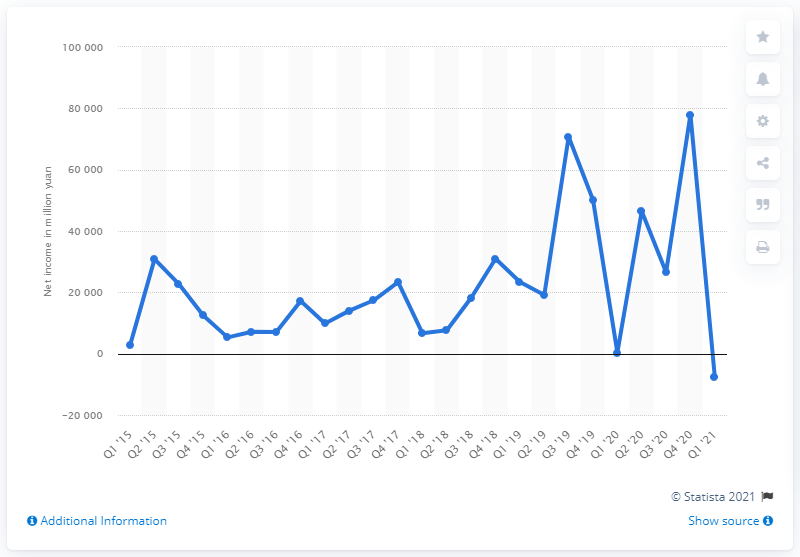 100 000
80 000
60 000
40 000
20 000
0
-20 000
Net income in million yuan
Q1 '15
Q2 '15
Q3 '15
Q4 '15
Q1 '16
Q2 '16
Q3 '16
Q4 '16
Q1 '17
Q2 '17
Q3 '17
Q4 '17
Q1 '18
Q2 '18
Q3 '18
Q4 '18
Q1 '19
Q2 '19
Q3 '19
Q4 '19
Q1 '20
Q2 '20
Q3 '20
Q4 '20
Q1 '21
© Statista 2021
Additional Information
Show source